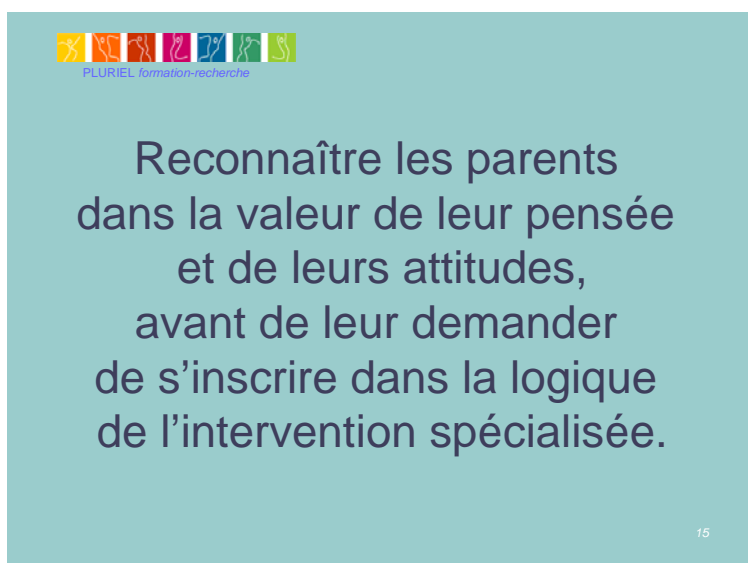 PLURIEL formation-recherche
Reconnaître les parents
dans la valeur de leur pensée
et de leurs attitudes,
avant de leur demander
de s’inscrire dans la logique
de l’intervention spécialisée.
15